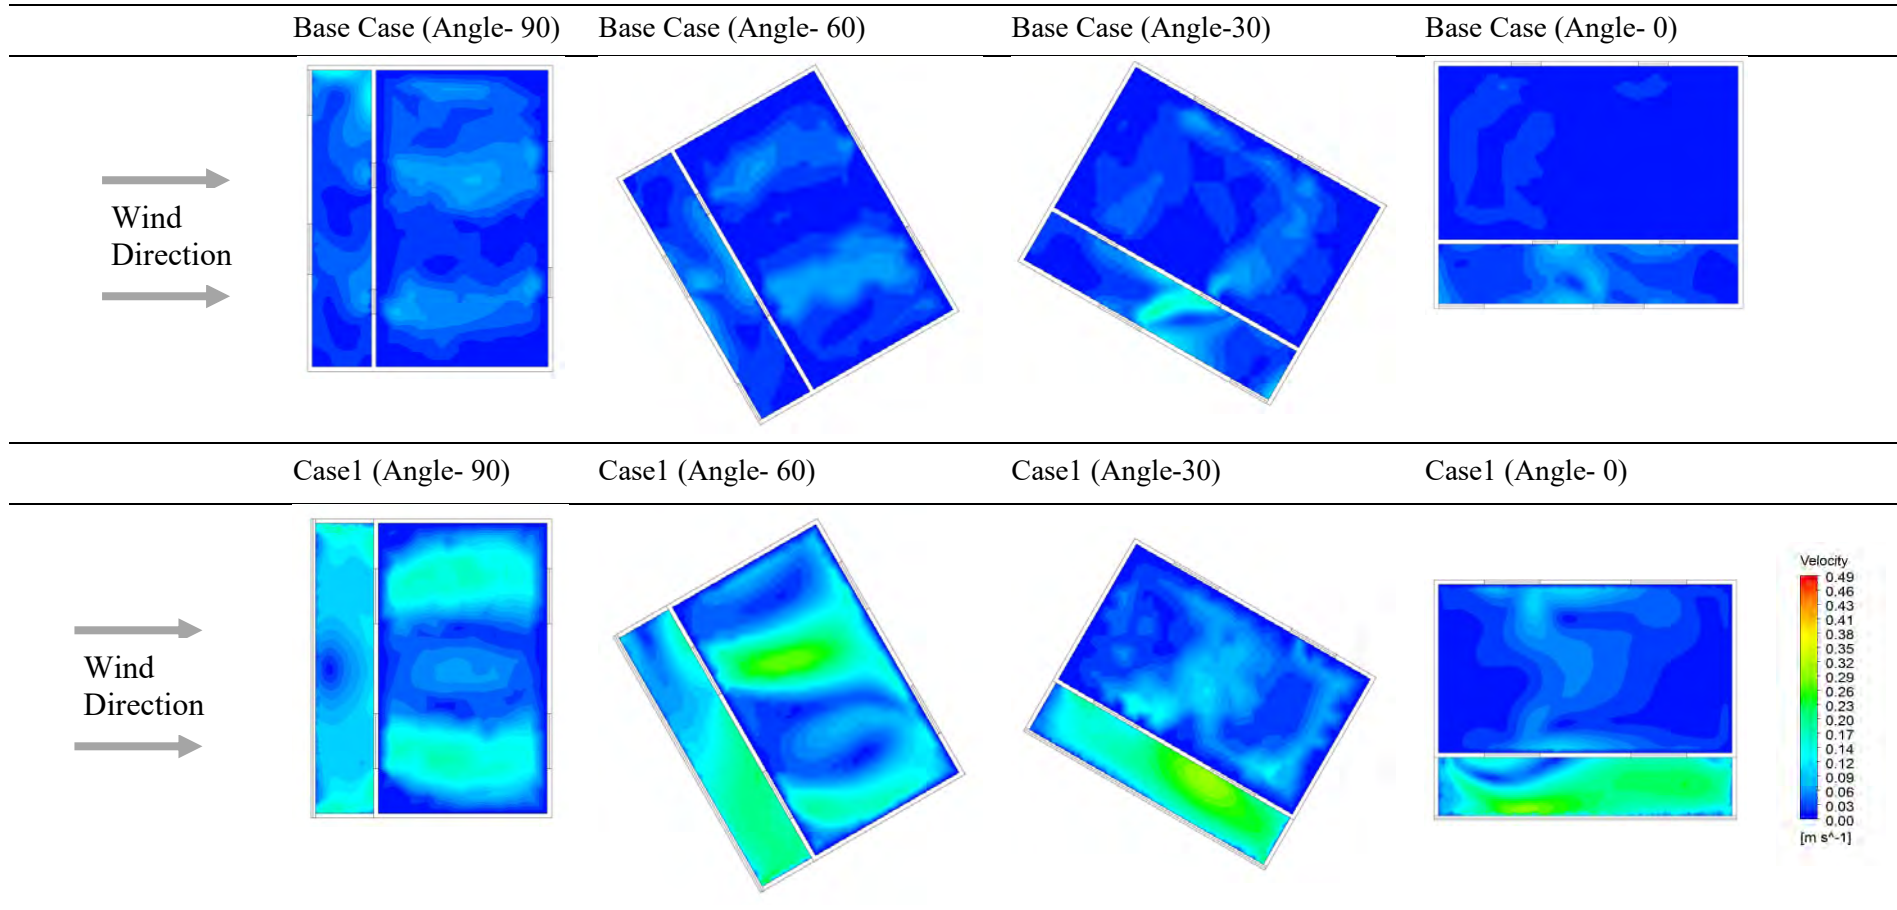 Base Case (Angle- 90)
Base Case (Angle- 60)
Base Case (Angle-30)
Base Case (Angle- 0)
Wind
Direction
Case1 (Angle- 90)
Case1 (Angle- 60)
Case1 (Angle-30)
Case1 (Angle- 0)
Wind
Direction
Velocity
0.49
0.46
0.43
0.41
0.38
0.35
0.32
0.29
0.26
0.23
0.20
0.17
0.14
0.12
0.09
0.06
0.03
0.00
[m s^-1]